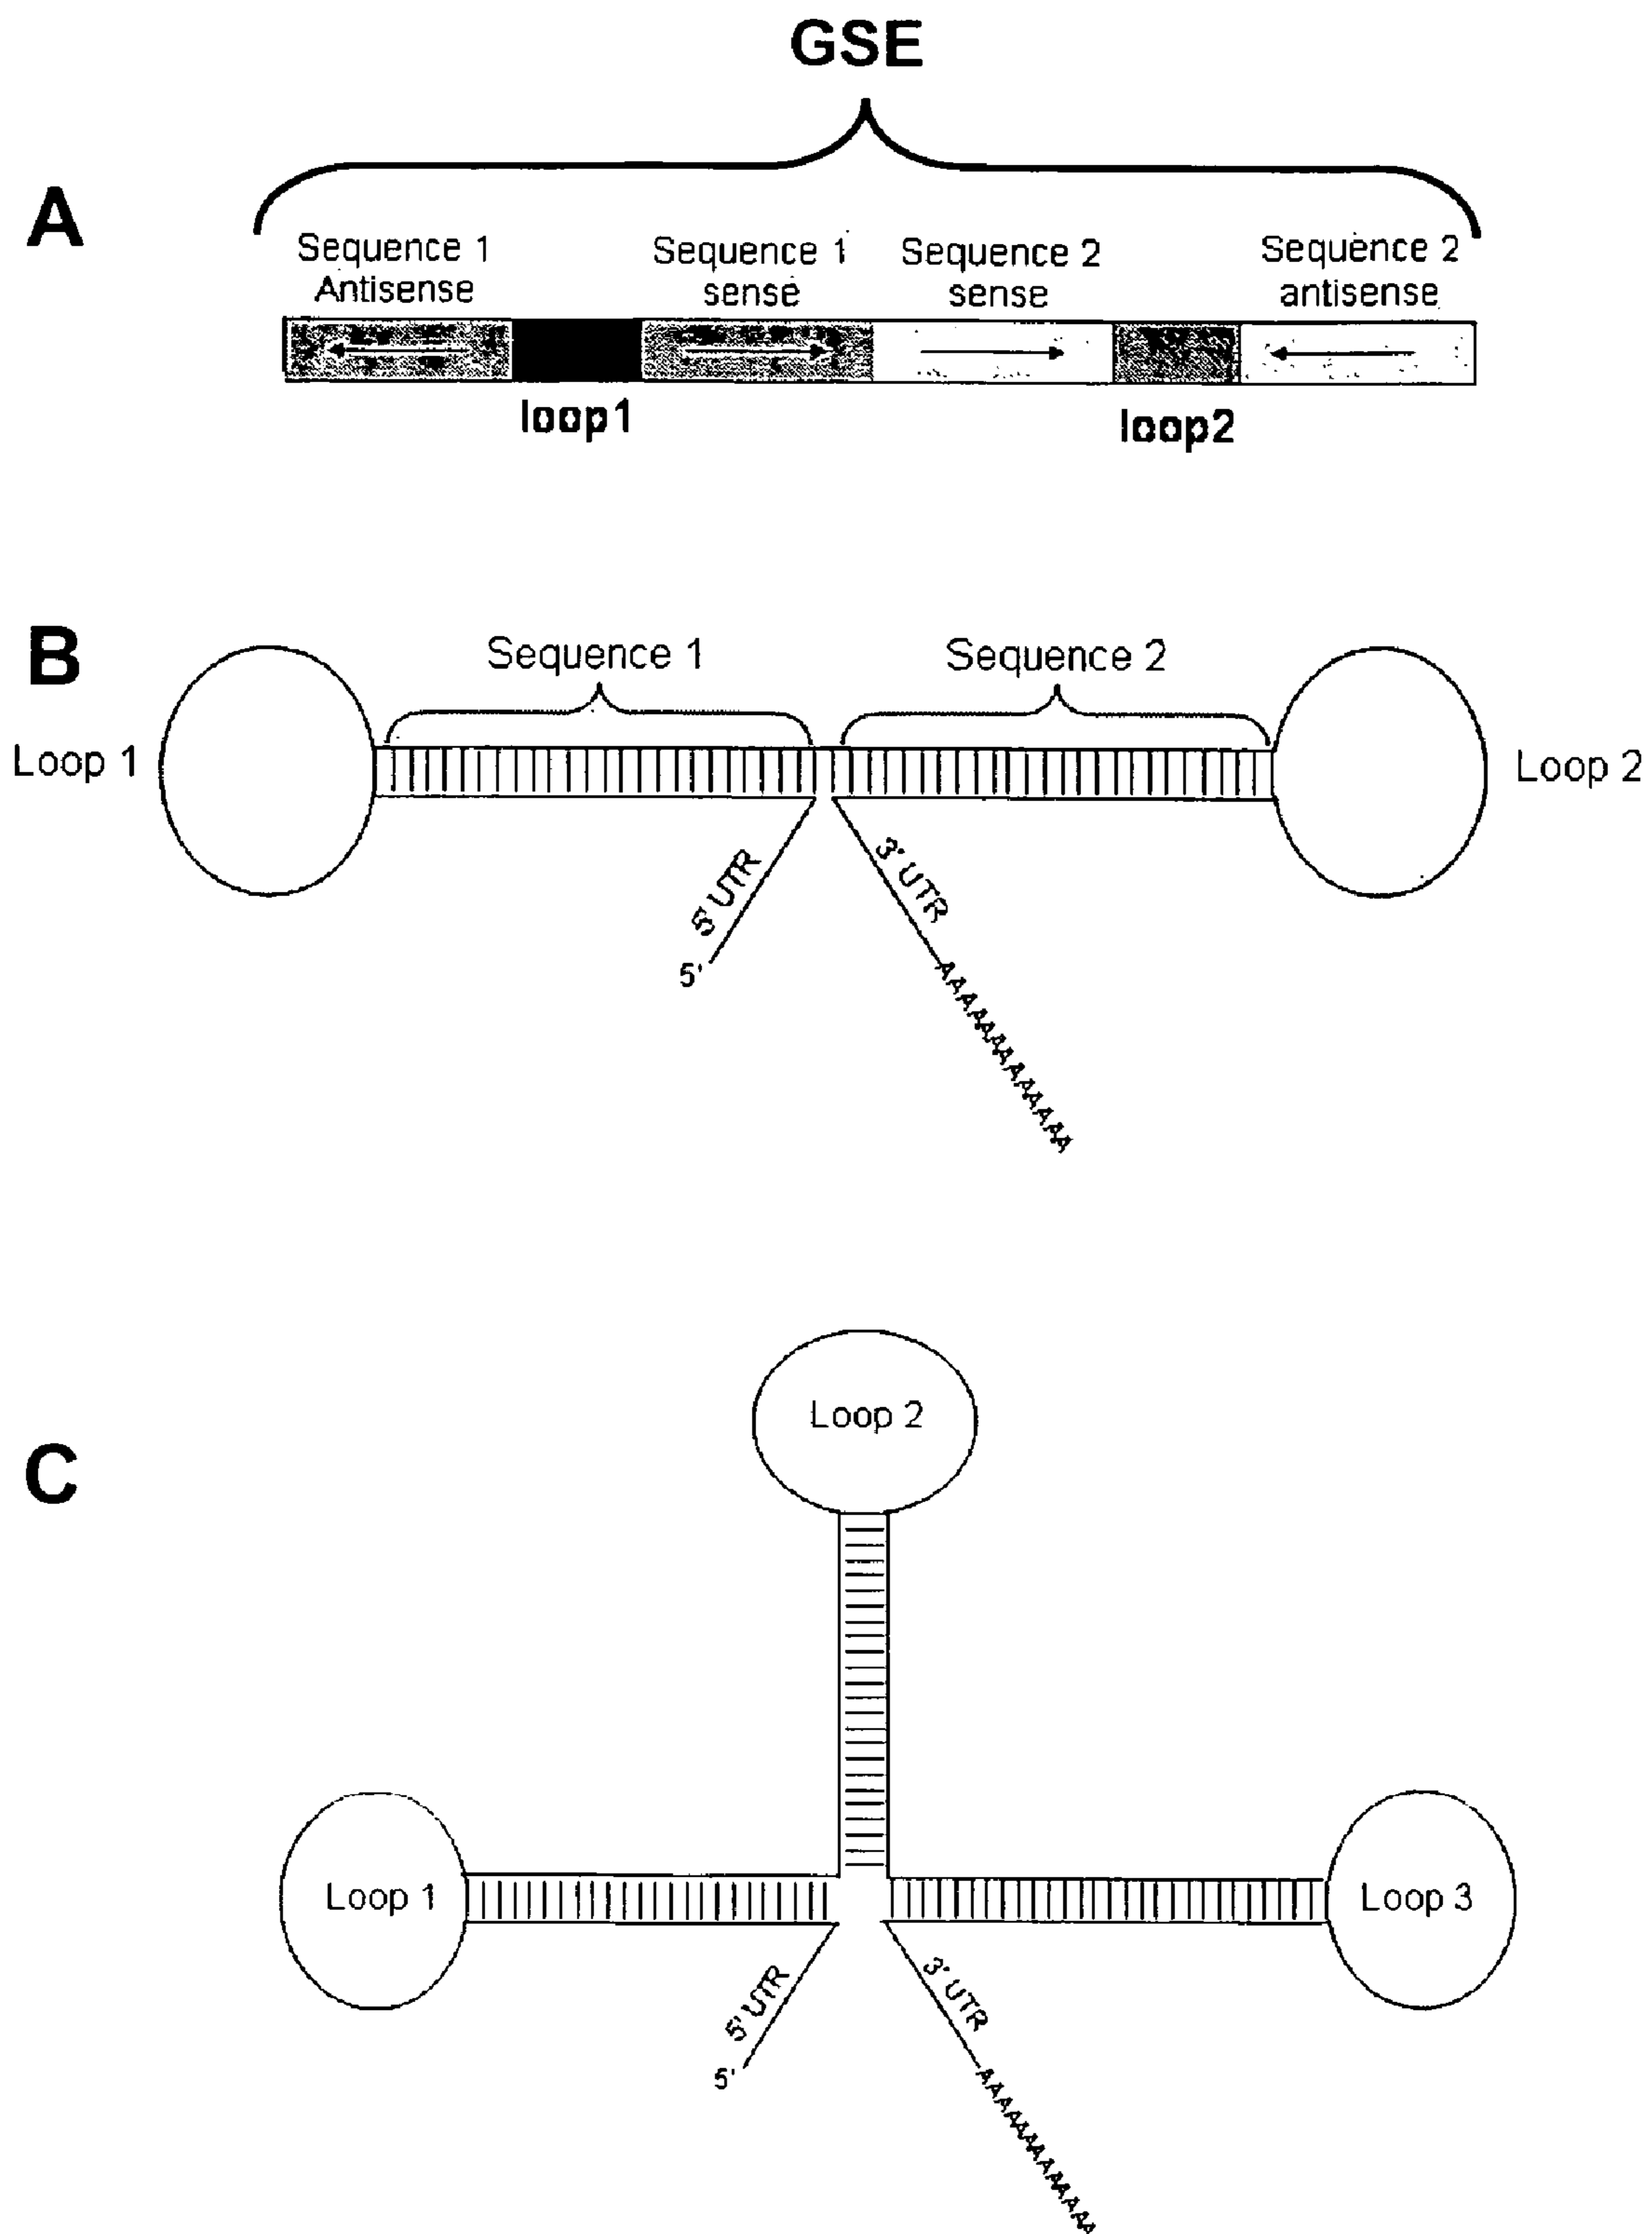 GSE
A
Sequence 1
Antisense
Sequence 1
sense
Sequence 2
sense
Sequence 2
antisense
loop1
loop2
B
Sequence 1
Sequence 2
Loop 1
Loop 2
5' UTR
3' UTR
5'
AAAAAAAAAAAAA
C
Loop 2
Loop 1
Loop 3
5' UTR
3' UTR
5'
AAAAAAAAAAAAA